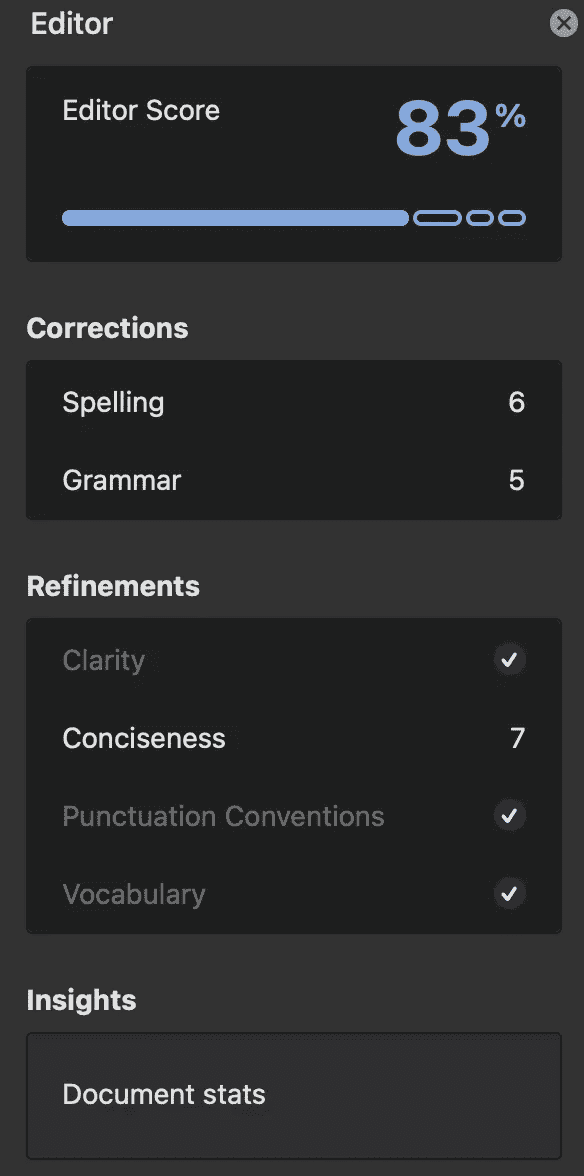 Editor
Editor Score 83%
Corrections
Spelling 6
Grammar 5
Refinements
Clarity
Conciseness 7
Punctuation Conventions
Vocabulary
Insights
Document stats